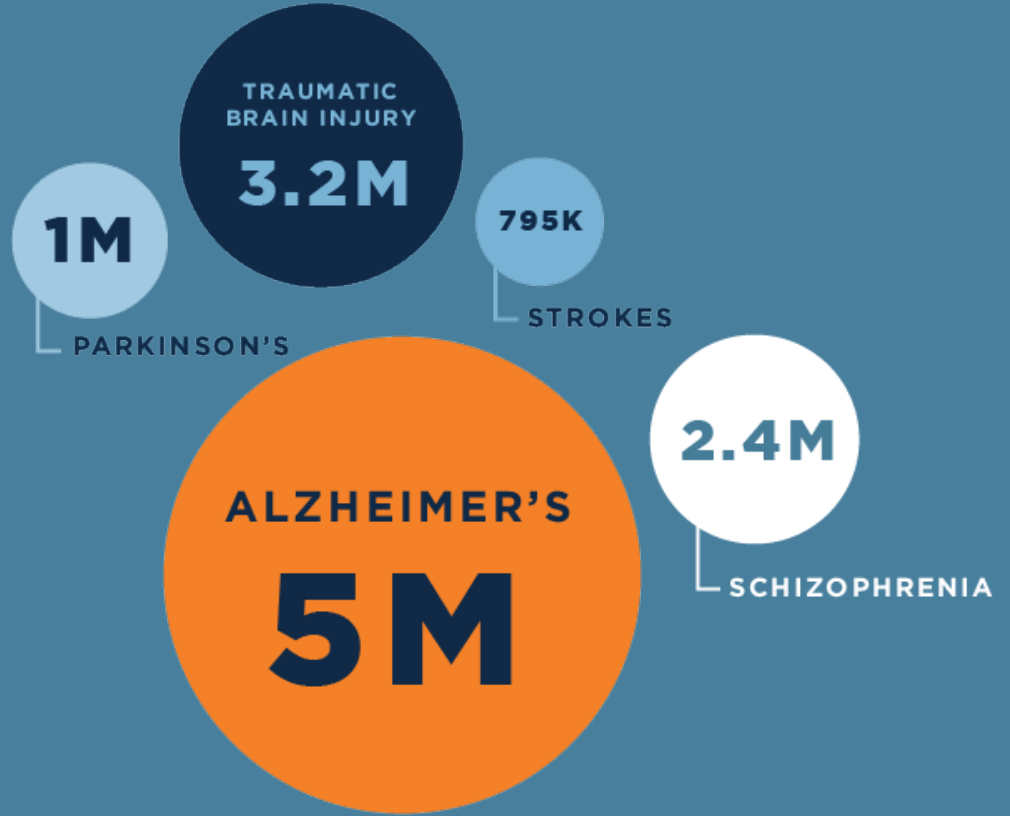 TRAUMATIC
BRAIN INJURY
3.2M
1M
PARKINSON'S
795K
STROKES
ALZHEIMER'S
5M
2.4M
SCHIZOPHRENIA